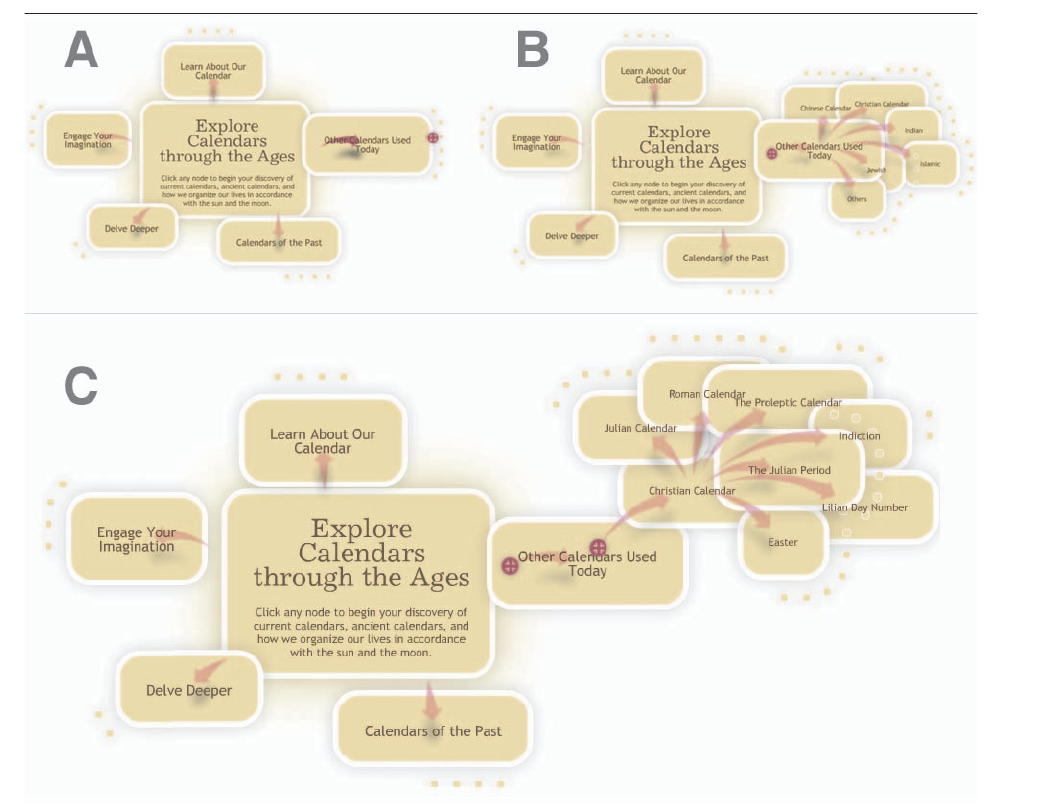 A
Learn About Our
Calendar
Engage Your
Imagination
Explore
Calendars
through the Ages
Click any node to begin your discovery of
current calendars, ancient calendars, and
how we organize our lives in accordance
with the sun and the moon.
Other Calendars Used
Today
Delve Deeper
Calendars of the Past
B
Learn About Our
Calendar
Engage Your
Imagination
Explore
Calendars
through the Ages
Click any node to begin your discovery of
current calendars, ancient calendars, and
how we organize our lives in accordance
with the sun and the moon.
Chinese Calendar
Christian Calendar
Indian
Other Calendars Used
Today
Islamic
Jewish
Others
Delve Deeper
Calendars of the Past
C
Learn About Our
Calendar
Engage Your
Imagination
Explore
Calendars
through the Ages
Click any node to begin your discovery of
current calendars, ancient calendars, and
how we organize our lives in accordance
with the sun and the moon.
Roman Calendar
The Proleptic Calendar
Julian Calendar
Indiction
The Julian Period
Christian Calendar
Lilian Day Number
Easter
Other Calendars Used
Today
Delve Deeper
Calendars of the Past